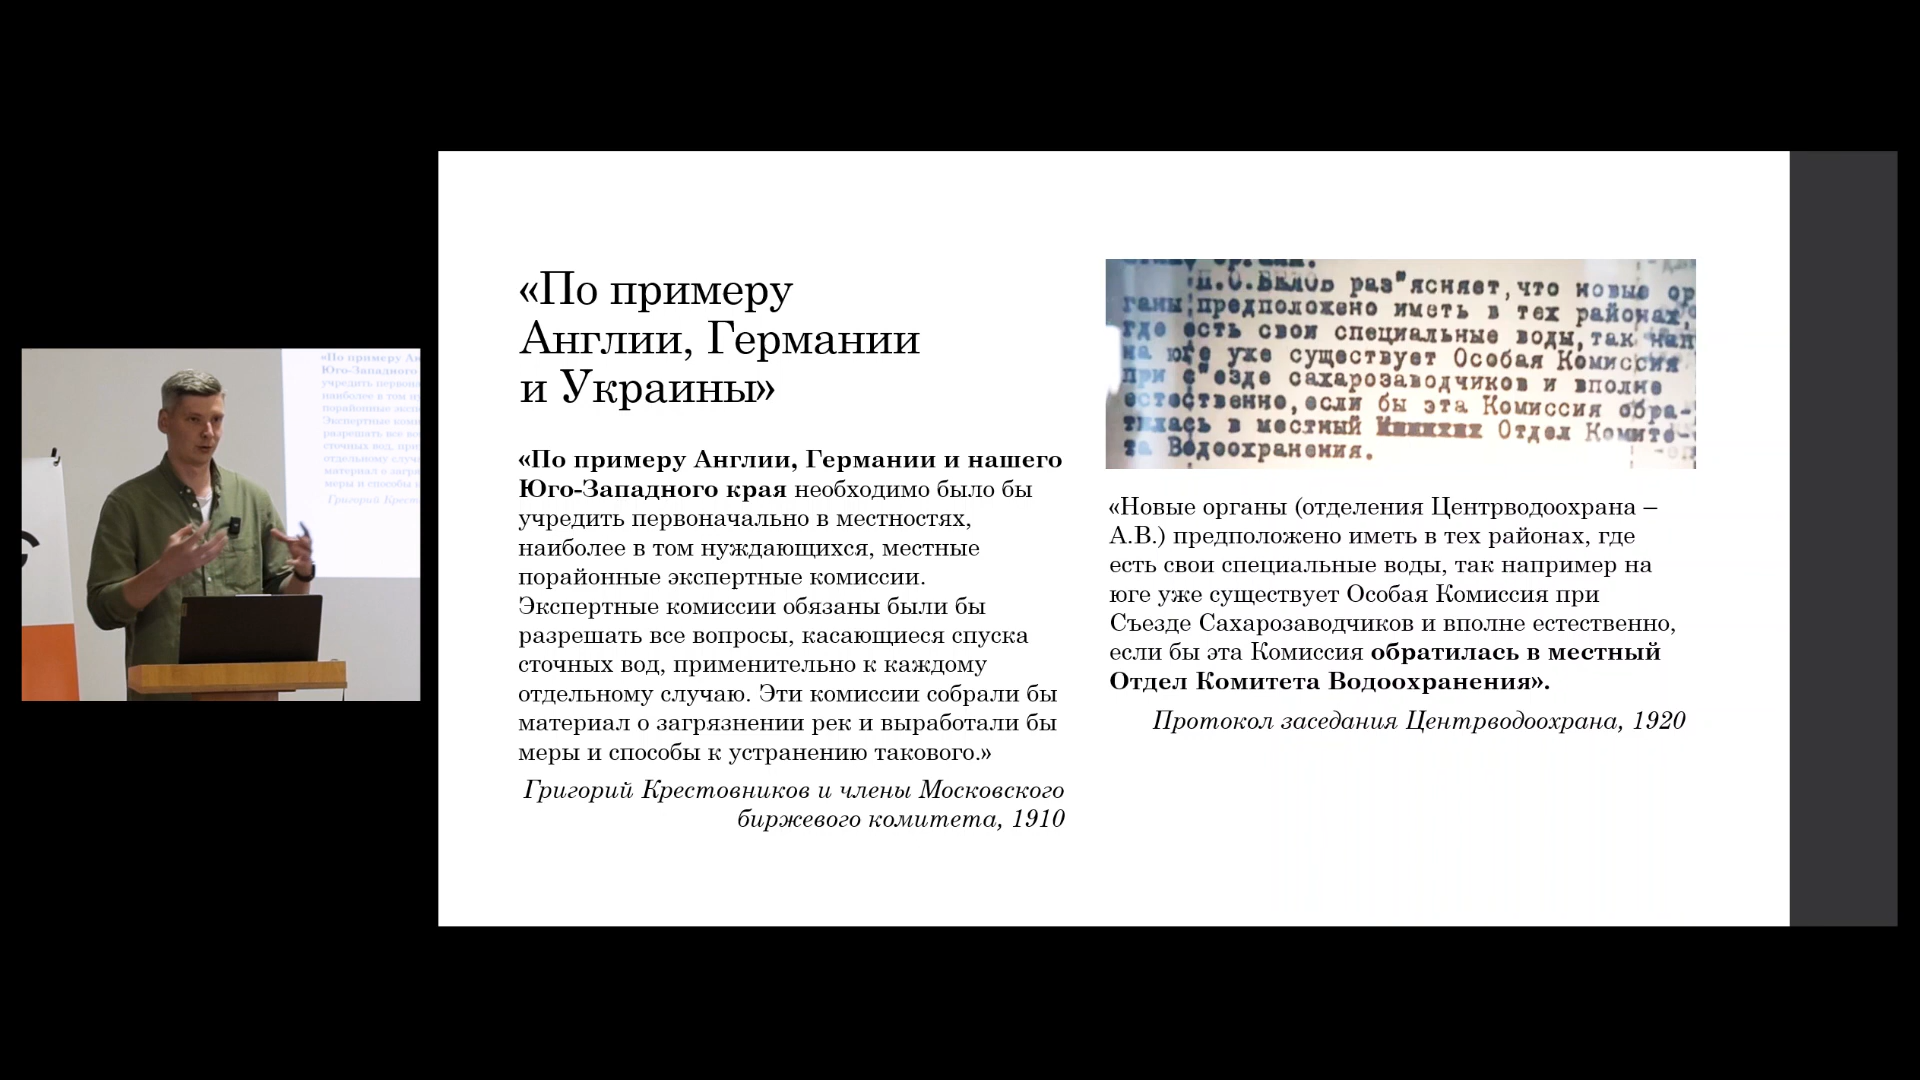 «По примеру
Англии, Германии
и Украины»
«По примеру Англии, Германии и нашего
Юго-Западного края необходимо было бы
учредить первоначально в местностях,
наиболее в том нуждающихся, местные
порайонные экспертные комиссии.
Экспертные комиссии обязаны были бы
разрешать все вопросы, касающиеся спуска
сточных вод, применительно к каждому
отдельному случаю. Эти комиссии собрали бы
материал о загрязнении рек и выработали бы
меры и способы к устранению такового.»
Григорий Крестовников и члены Московского
биржевого комитета, 1910
раз"ясняет, что новые ор
ганы предположено иметь в тех районах,
где есть свои специальные воды, так нап
на юге уже существует Особая Комиссия
при с"езде сахарозаводчиков и вполне
естественно, если бы эта Комиссия обра-
тилась в местный Отдел Комите-
та Водоохранения.
«Новые органы (отделения Центрводоохрана –
А.В.) предположено иметь в тех районах, где
есть свои специальные воды, так например на
юге уже существует Особая Комиссия при
Съезде Сахарозаводчиков и вполне естественно,
если бы эта Комиссия обратилась в местный
Отдел Комитета Водоохранения».
Протокол заседания Центрводоохрана, 1920
«По примеру Ан
Юго-Западного